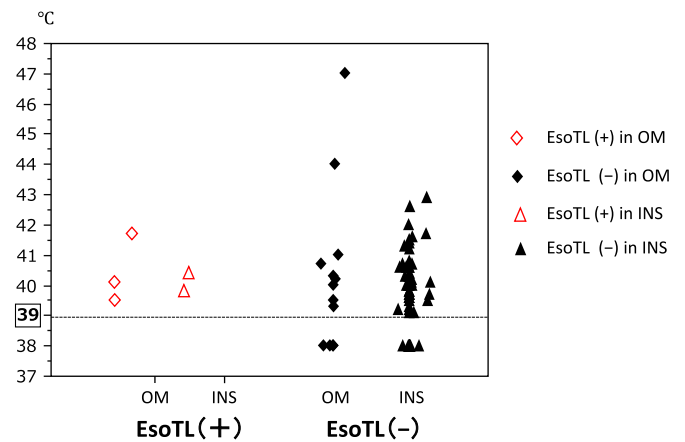 ℃
48
47
46
45
44
43
42
41
40
39
38
37
OM INS OM INS
EsoTL(+) EsoTL(−)
EsoTL (+) in OM
EsoTL (−) in OM
EsoTL (+) in INS
EsoTL (−) in INS